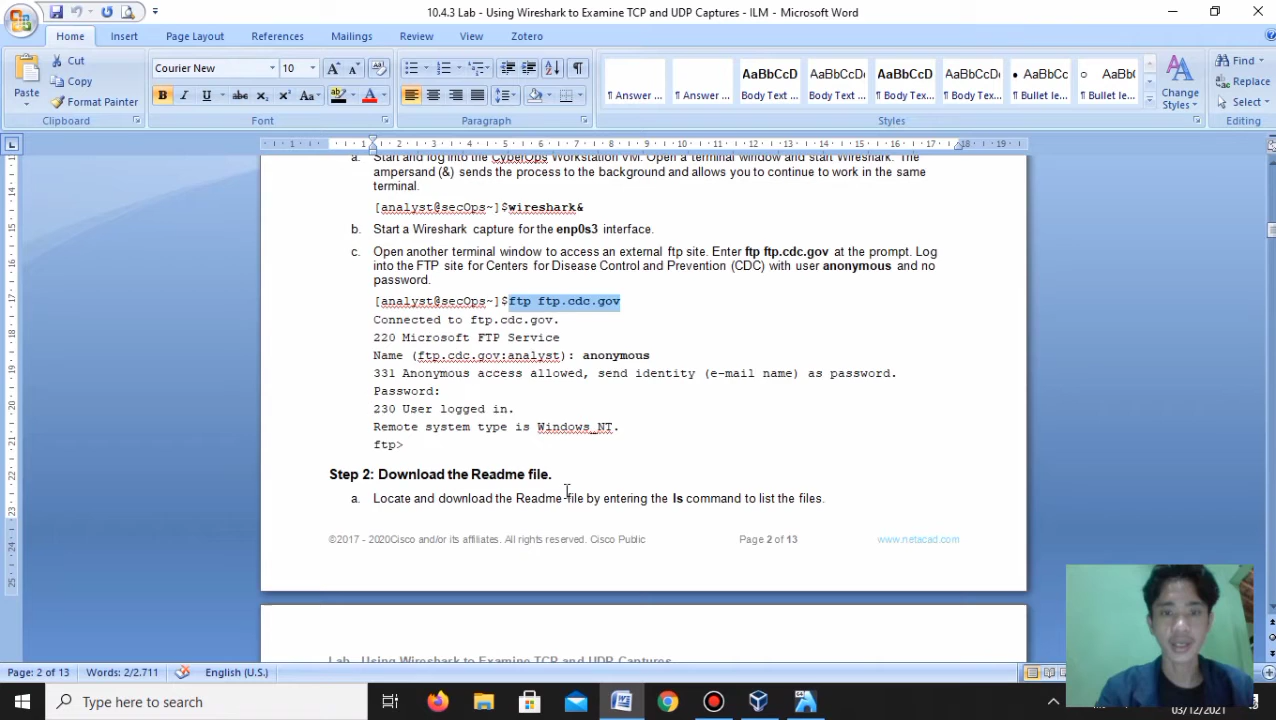 10.4.3 Lab - Using Wireshark to Examine TCP and UDP Captures - ILM - Microsoft Word
Home Insert Page Layout References Mailings Review View Zotero
Paste
Cut
Copy
Format Painter
Courier New 10
¶ Answer ...
¶ Answer ...
AaBbCcD
Body Text ...
AaBbCcD
Body Text ...
AaBbCcD
Body Text ...
AaBbCcD
Body Text ...
AaBbCcD
¶ Bullet le...
AaBbCcl
¶ Bullet le...
Change
Styles
Find
Replace
Select
Clipboard Font Paragraph Styles Editing
a. Start and log into the CyberOps Workstation VM. Open a terminal window and start Wireshark. The
ampersand (&) sends the process to the background and allows you to continue to work in the same
terminal.
[analyst@secOps~]$wireshark&
b. Start a Wireshark capture for the enp0s3 interface.
c. Open another terminal window to access an external ftp site. Enter ftp ftp.cdc.gov at the prompt. Log
into the FTP site for Centers for Disease Control and Prevention (CDC) with user anonymous and no
password.
[analyst@secOps~]$ftp ftp.cdc.gov
Connected to ftp.cdc.gov.
220 Microsoft FTP Service
Name (ftp.cdc.gov:analyst): anonymous
331 Anonymous access allowed, send identity (e-mail name) as password.
Password:
230 User logged in.
Remote system type is Windows_NT.
ftp>
Step 2: Download the Readme file.
a. Locate and download the Readme file by entering the ls command to list the files.
©2017 - 2020Cisco and/or its affiliates. All rights reserved. Cisco Public Page 2 of 13 www.netacad.com
Lab - Using Wireshark to Examine TCP and UDP Captures
Page: 2 of 13 Words: 2/2.711 English (U.S.)
Type here to search
03/12/2021